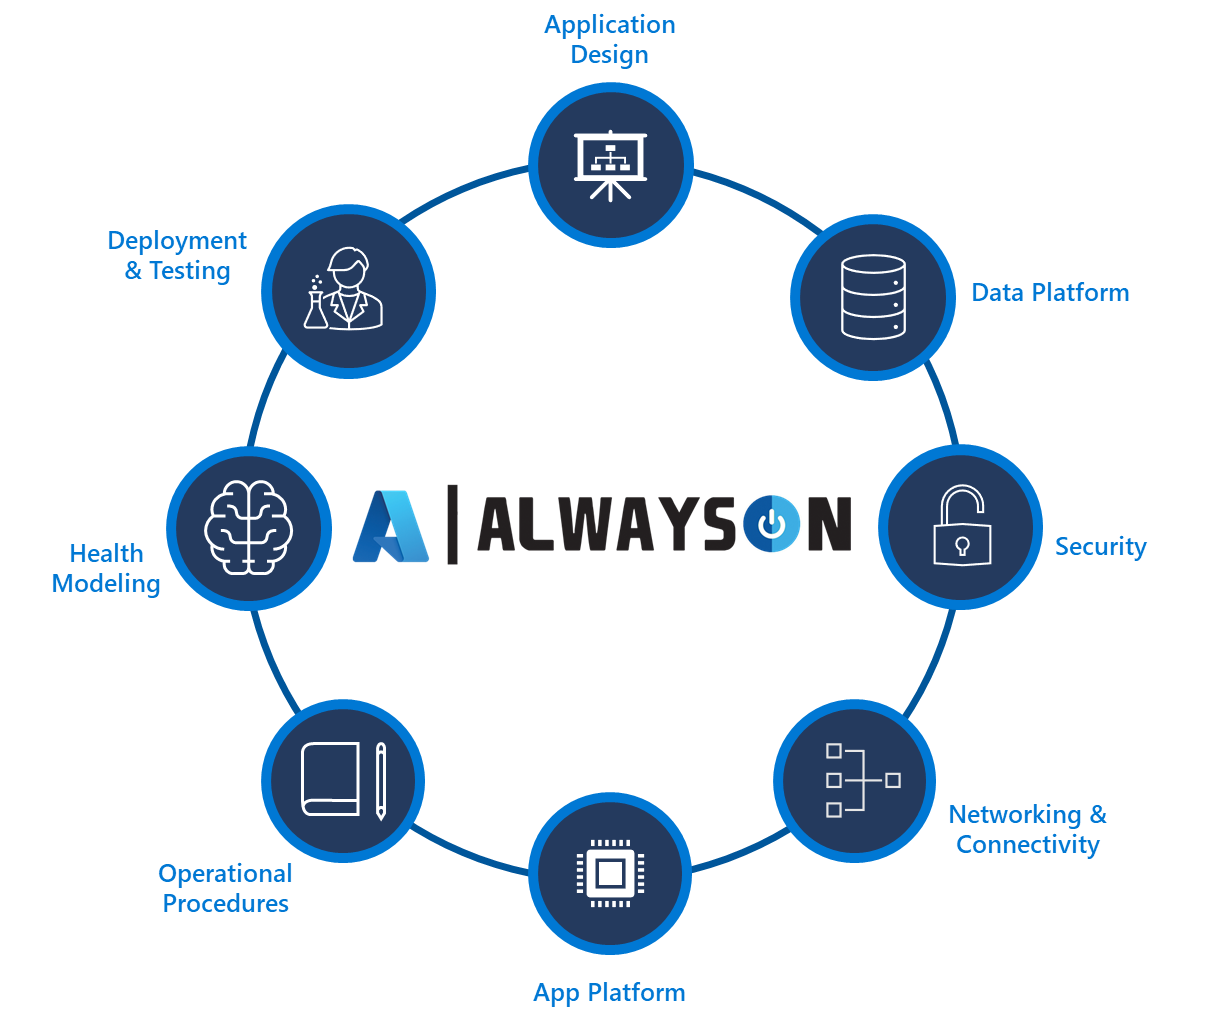 Application
Design
Deployment
& Testing
Data Platform
ALWAYSON
Security
Health
Modeling
Networking &
Connectivity
Operational
Procedures
App Platform